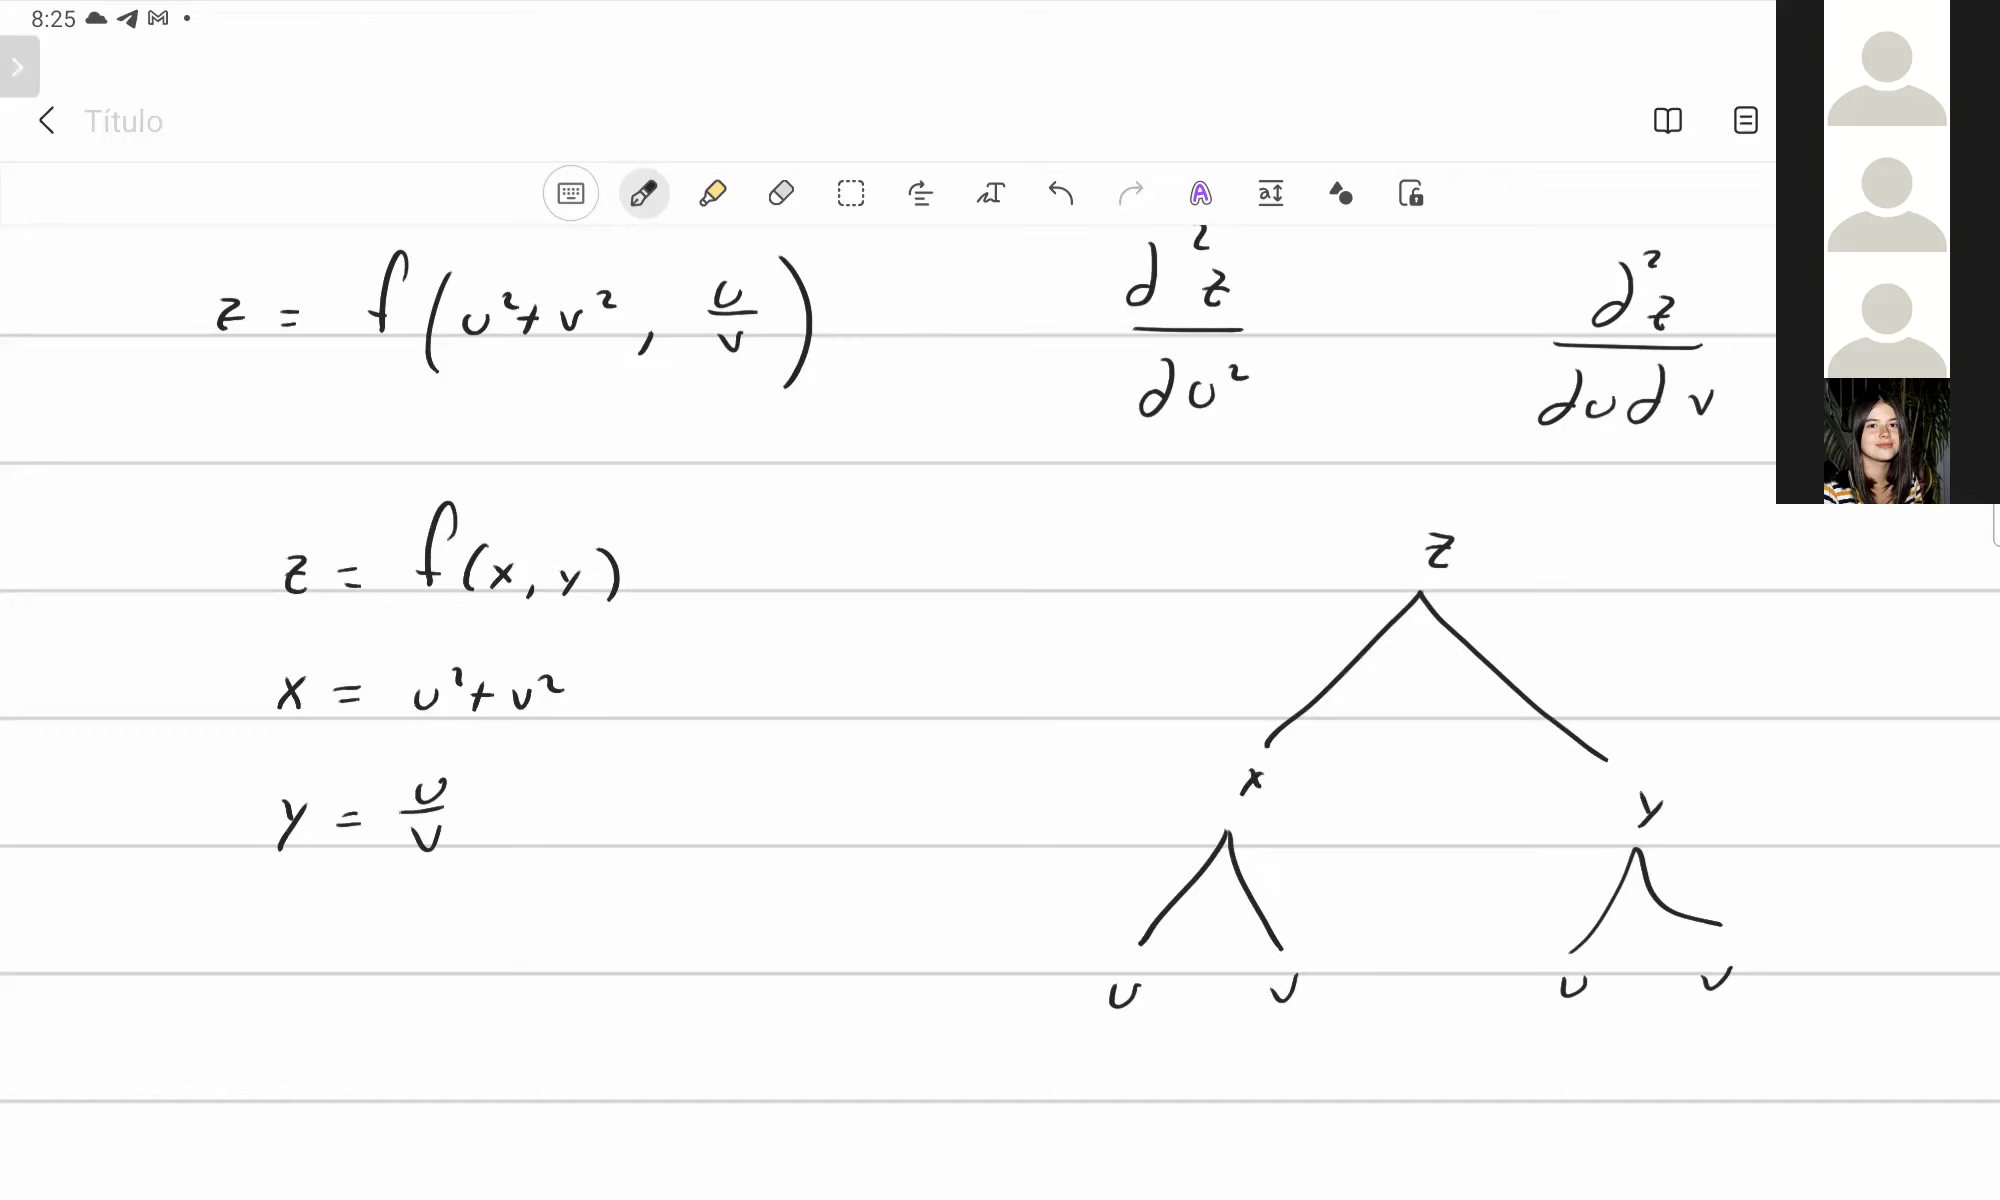 8:25
Título
z = f(u²+v², u/v) ∂²z/∂u² ∂²z/∂u∂v
z = f(x, y)
z
x = u²+v²
x y
y = u/v
u v u v